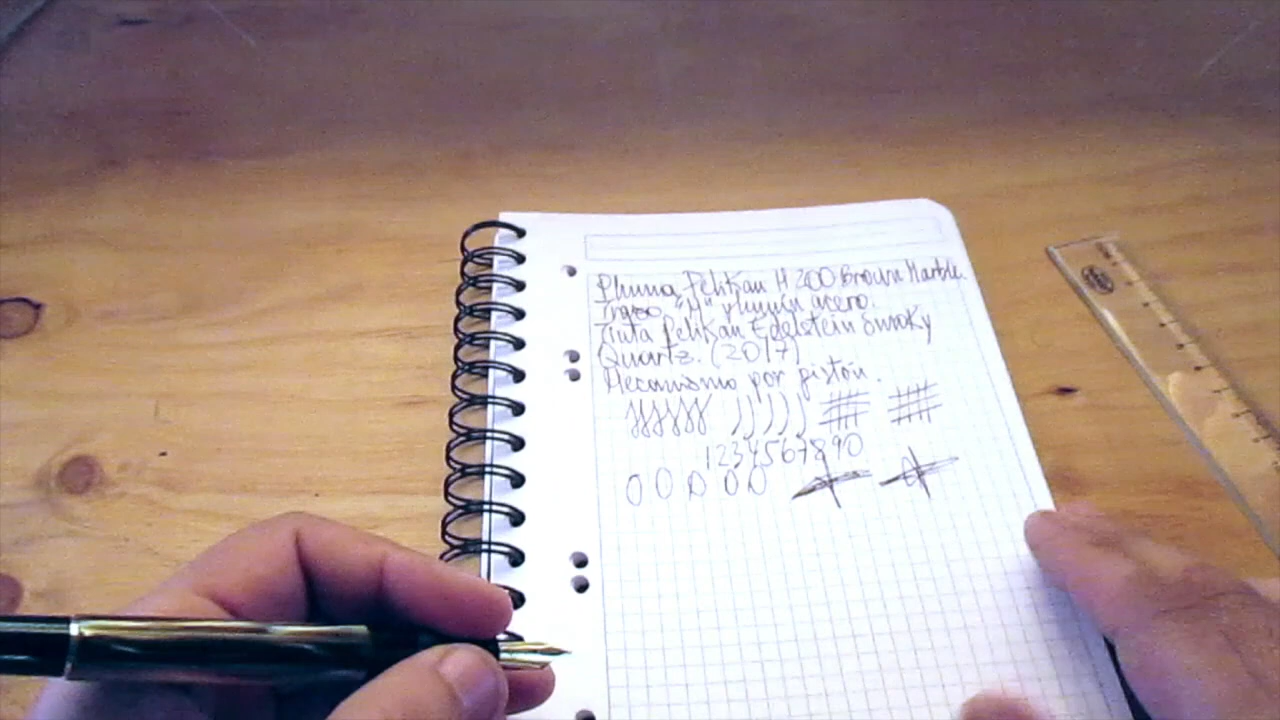 Pluma Pelikan M 200 Brown Marble.
Trazo "M" plumín acero.
Tinta Pelikan Edelstein Smoky
Quartz. (2017)
Mecanismo por pistón.
1234567890